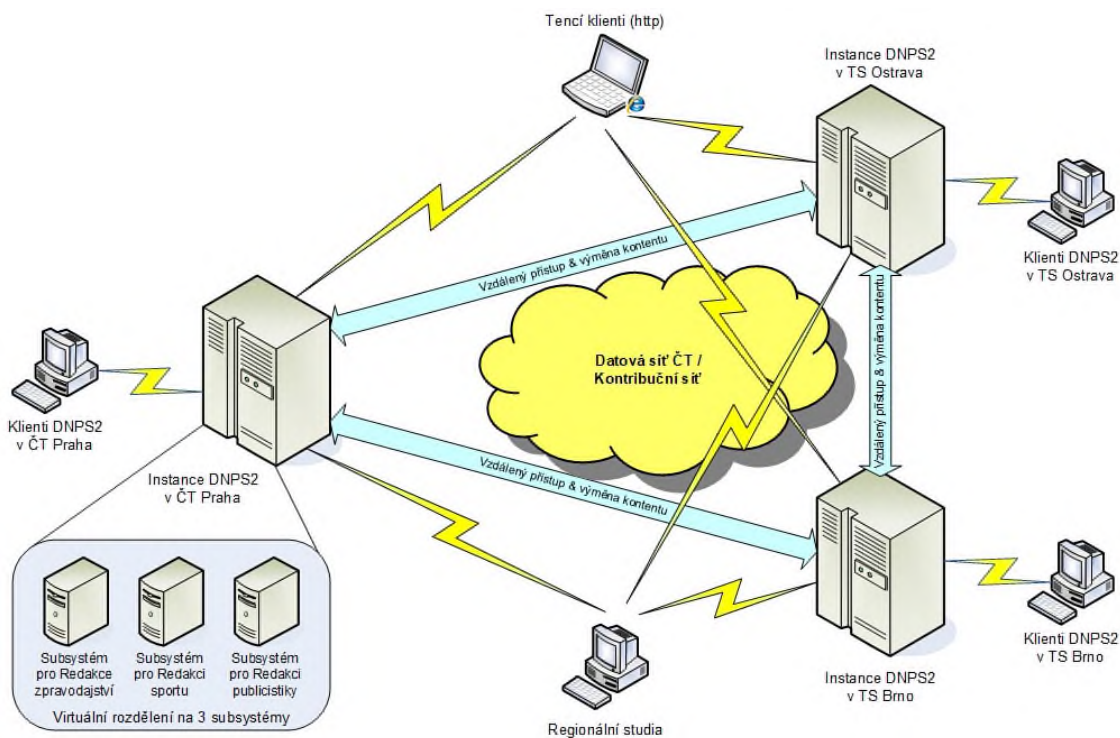 Tencí klienti (http)
Instance DNPS2
v TS Ostrava
Klienti DNPS2
v TS Ostrava
Vzdálený přístup & výměna kontentu
Datová síť ČT /
Kontribuční síť
Vzdálený přístup & výměna kontentu
Klienti DNPS2
v ČT Praha
Instance DNPS2
v ČT Praha
Vzdálený přístup & výměna kontentu
Subsystém
pro Redakce
zpravodajství
Subsystém
pro Redakci
sportu
Subsystém
pro Redakci
publicistiky
Virtuální rozdělení na 3 subsystémy
Regionální studia
Instance DNPS2
v TS Brno
Klienti DNPS2
v TS Brno